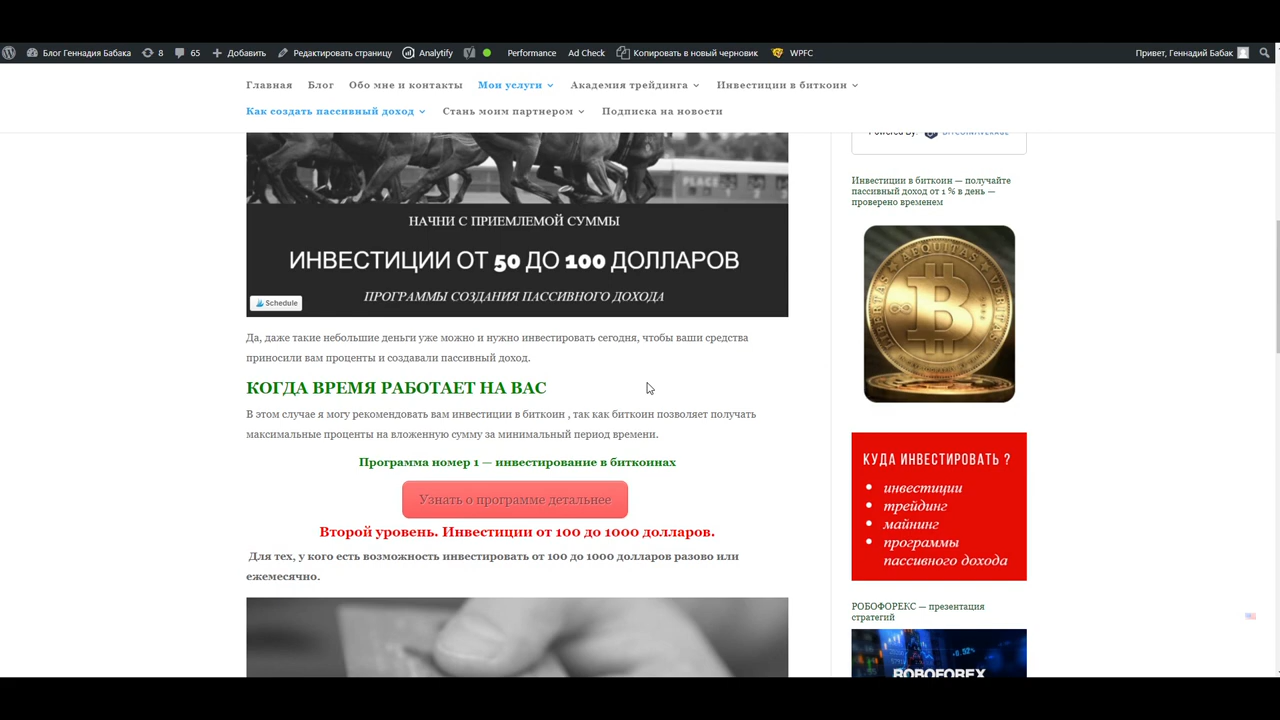 Блог Геннадия Бабака
8
65
Добавить
Редактировать страницу
Analytify
Performance
Ad Check
Копировать в новый черновик
WPFC
Привет, Геннадий Бабак
Главная
Блог
Обо мне и контакты
Мои услуги
Академия трейдинга
Инвестиции в биткоин
Как создать пассивный доход
Стань моим партнером
Подписка на новости
PLACE
НАЧНИ С ПРИЕМЛЕМОЙ СУММЫ
ИНВЕСТИЦИИ ОТ 50 ДО 100 ДОЛЛАРОВ
ПРОГРАММЫ СОЗДАНИЯ ПАССИВНОГО ДОХОДА
Schedule
Да, даже такие небольшие деньги уже можно и нужно инвестировать сегодня, чтобы ваши средства
приносили вам проценты и создавали пассивный доход.
КОГДА ВРЕМЯ РАБОТАЕТ НА ВАС
В этом случае я могу рекомендовать вам инвестиции в биткоин , так как биткоин позволяет получать
максимальные проценты на вложенную сумму за минимальный период времени.
Программа номер 1 — инвестирование в биткоинах
Узнать о программе детальнее
Второй уровень. Инвестиции от 100 до 1000 долларов.
Для тех, у кого есть возможность инвестировать от 100 до 1000 долларов разово или
ежемесячно.
Powered By:
Инвестиции в биткоин — получайте
пассивный доход от 1 % в день —
проверено временем
AEQUITAS
LIBERTAS
VERITAS
КУДА ИНВЕСТИРОВАТЬ ?
• инвестиции
• трейдинг
• майнинг
• программы
пассивного дохода
РОБОФОРЕКС — презентация
стратегий
ROBOFOREX